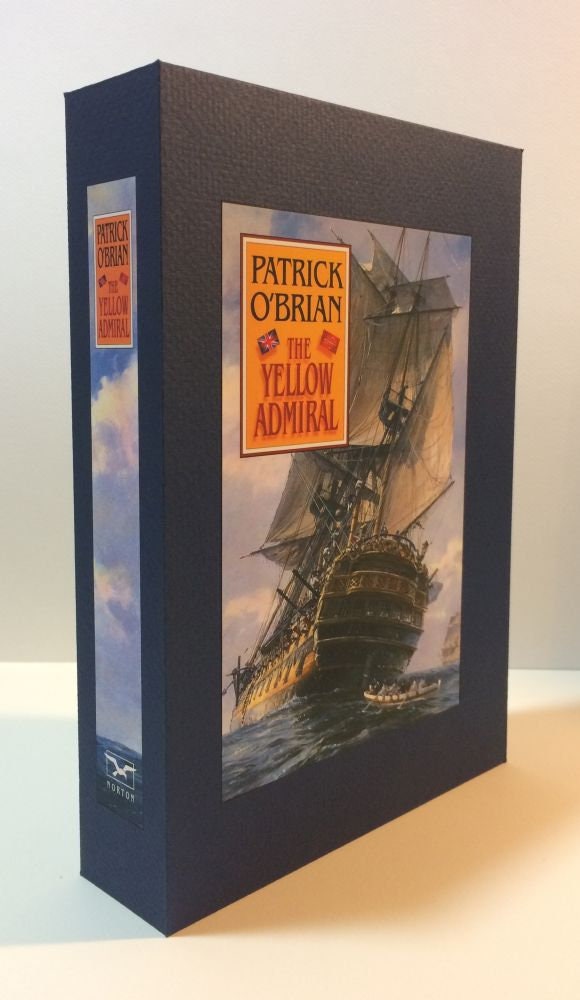 PATRICK
O'BRIAN
THE
YELLOW
ADMIRAL
NORTON
PATRICK
O'BRIAN
THE
YELLOW
ADMIRAL